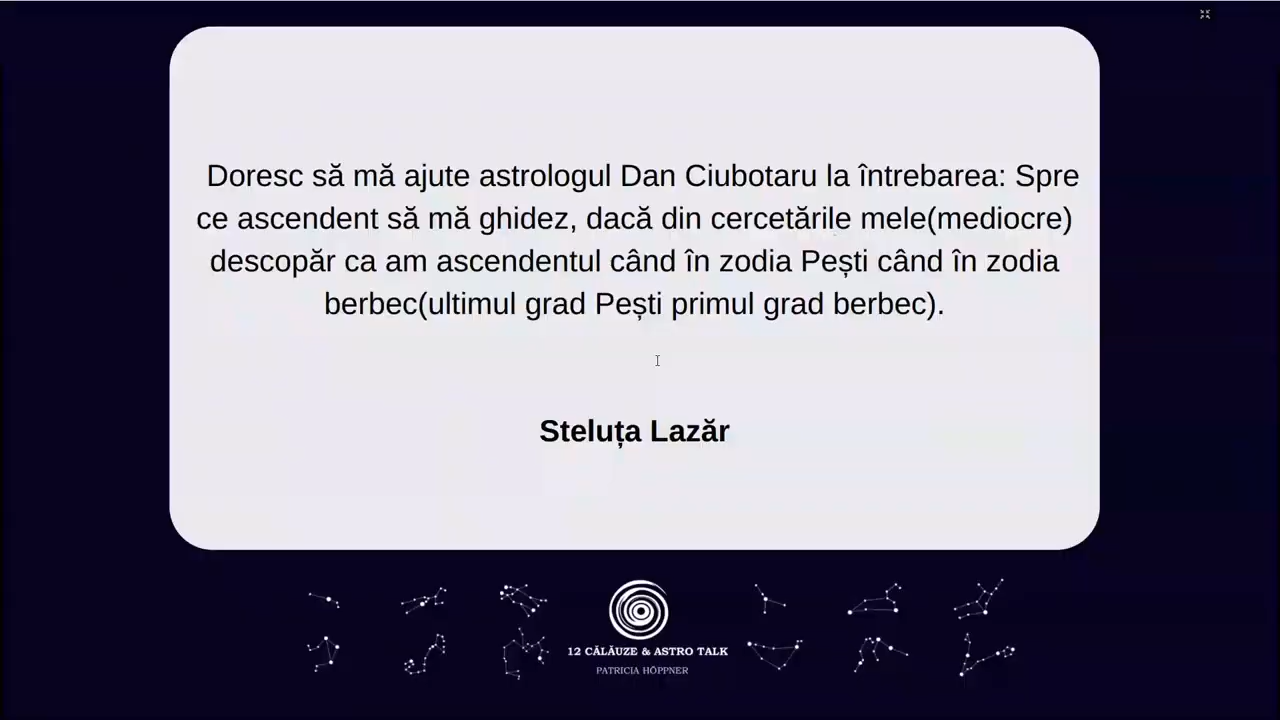 Doresc să mă ajute astrologul Dan Ciubotaru la întrebarea: Spre
ce ascendent să mă ghidez, dacă din cercetările mele(mediocre)
descopăr ca am ascendentul când în zodia Pești când în zodia
berbec(ultimul grad Pești primul grad berbec).
Steluța Lazăr
12 CĂLĂUZE & ASTRO TALK
PATRICIA HÖPPNER